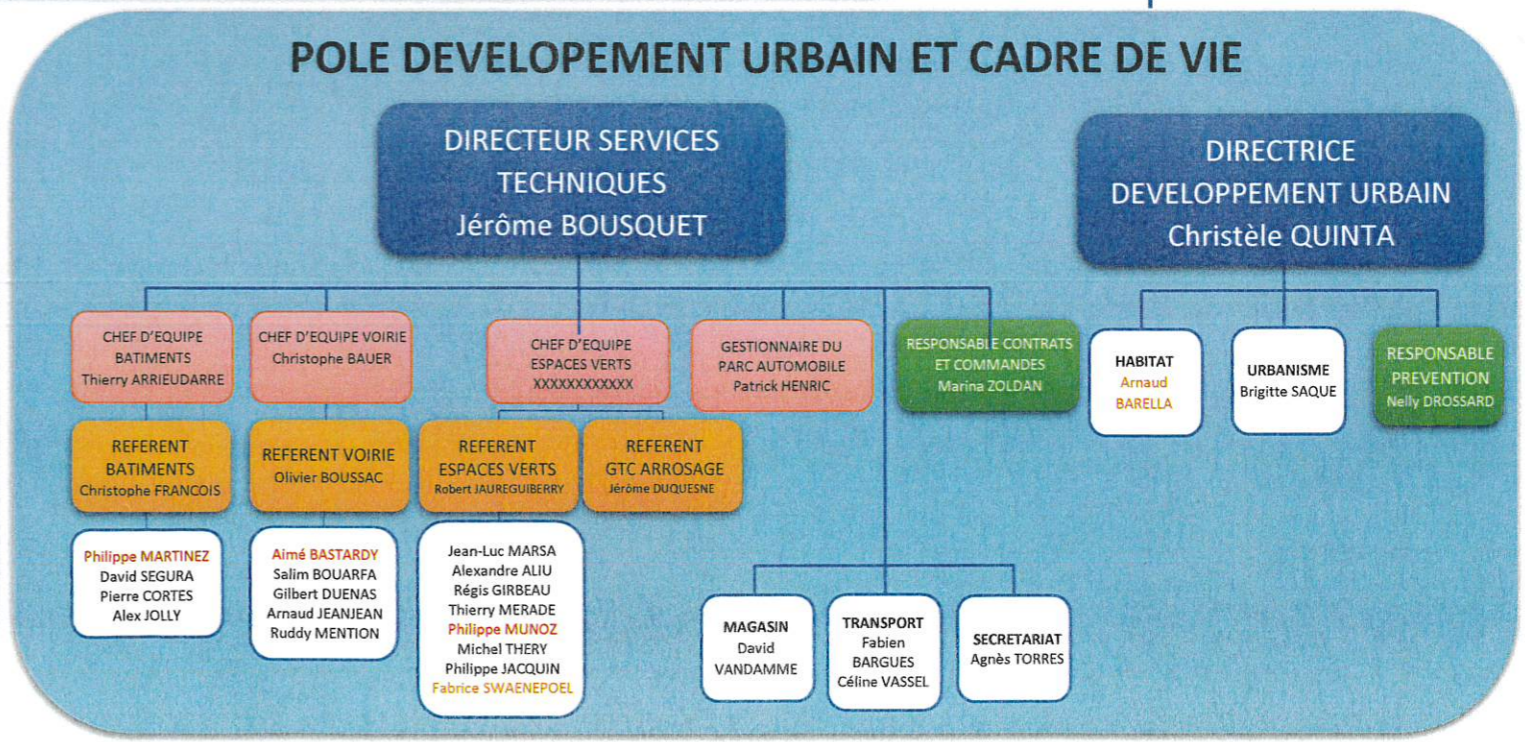 POLE DEVELOPEMENT URBAIN ET CADRE DE VIE
DIRECTEUR SERVICES
TECHNIQUES
Jérôme BOUSQUET
DIRECTRICE
DEVELOPPEMENT URBAIN
Christèle QUINTA
CHEF D'EQUIPE
BATIMENTS
Thierry ARRIEUDARRE
CHEF D'EQUIPE VOIRIE
Christophe BAUER
CHEF D'EQUIPE
ESPACES VERTS
XXXXXXXXXXXX
GESTIONNAIRE DU
PARC AUTOMOBILE
Patrick HENRIC
RESPONSABLE CONTRATS
ET COMMANDES
Marina ZOLDAN
HABITAT
Arnaud
BARELLA
URBANISME
Brigitte SAQUE
RESPONSABLE
PREVENTION
Nelly DROSSARD
REFERENT
BATIMENTS
Christophe FRANCOIS
REFERENT VOIRIE
Olivier BOUSSAC
REFERENT
ESPACES VERTS
Robert JAUREGUIBERRY
REFERENT
GTC ARROSAGE
Jérôme DUQUESNE
Philippe MARTINEZ
David SEGURA
Pierre CORTES
Alex JOLLY
Aimé BASTARDY
Salim BOUARFA
Gilbert DUENAS
Arnaud JEANJEAN
Ruddy MENTION
Jean-Luc MARSA
Alexandre ALIU
Régis GIRBEAU
Thierry MERADE
Philippe MUNOZ
Michel THERY
Philippe JACQUIN
Fabrice SWAENEPOEL
MAGASIN
David
VANDAMME
TRANSPORT
Fabien
BARGUES
Céline VASSEL
SECRETARIAT
Agnès TORRES